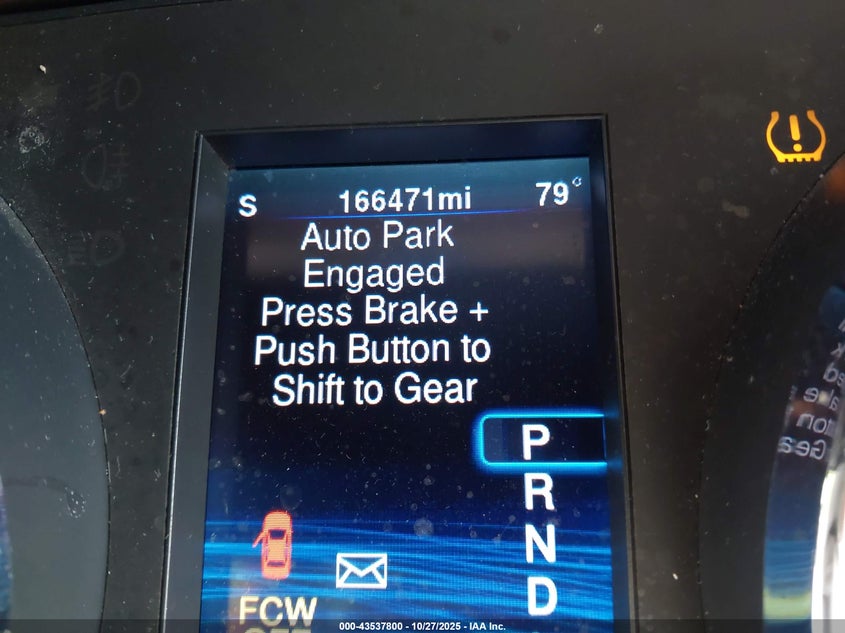 S 166471mi 79°
Auto Park
Engaged
Press Brake +
Push Button to
Shift to Gear
P
R
N
D
FCW
OFF
000-43537800 - 10/27/2025 - IAA Inc.